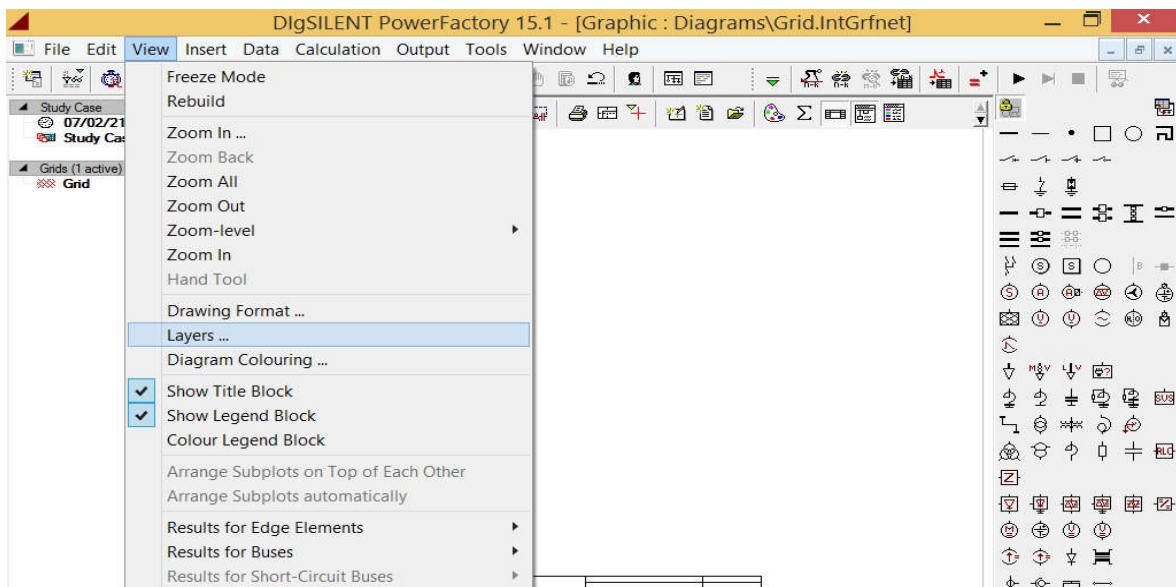 DIgSILENT PowerFactory 15.1 - [Graphic : Diagrams\Grid.IntGrfnet]
File Edit View Insert Data Calculation Output Tools Window Help
Study Case
07/02/21
Study Cas
Grids (1 active)
Grid
Freeze Mode
Rebuild
Zoom In ...
Zoom Back
Zoom All
Zoom Out
Zoom-level
Zoom In
Hand Tool
Drawing Format ...
Layers ...
Diagram Colouring ...
Show Title Block
Show Legend Block
Colour Legend Block
Arrange Subplots on Top of Each Other
Arrange Subplots automatically
Results for Edge Elements
Results for Buses
Results for Short-Circuit Buses